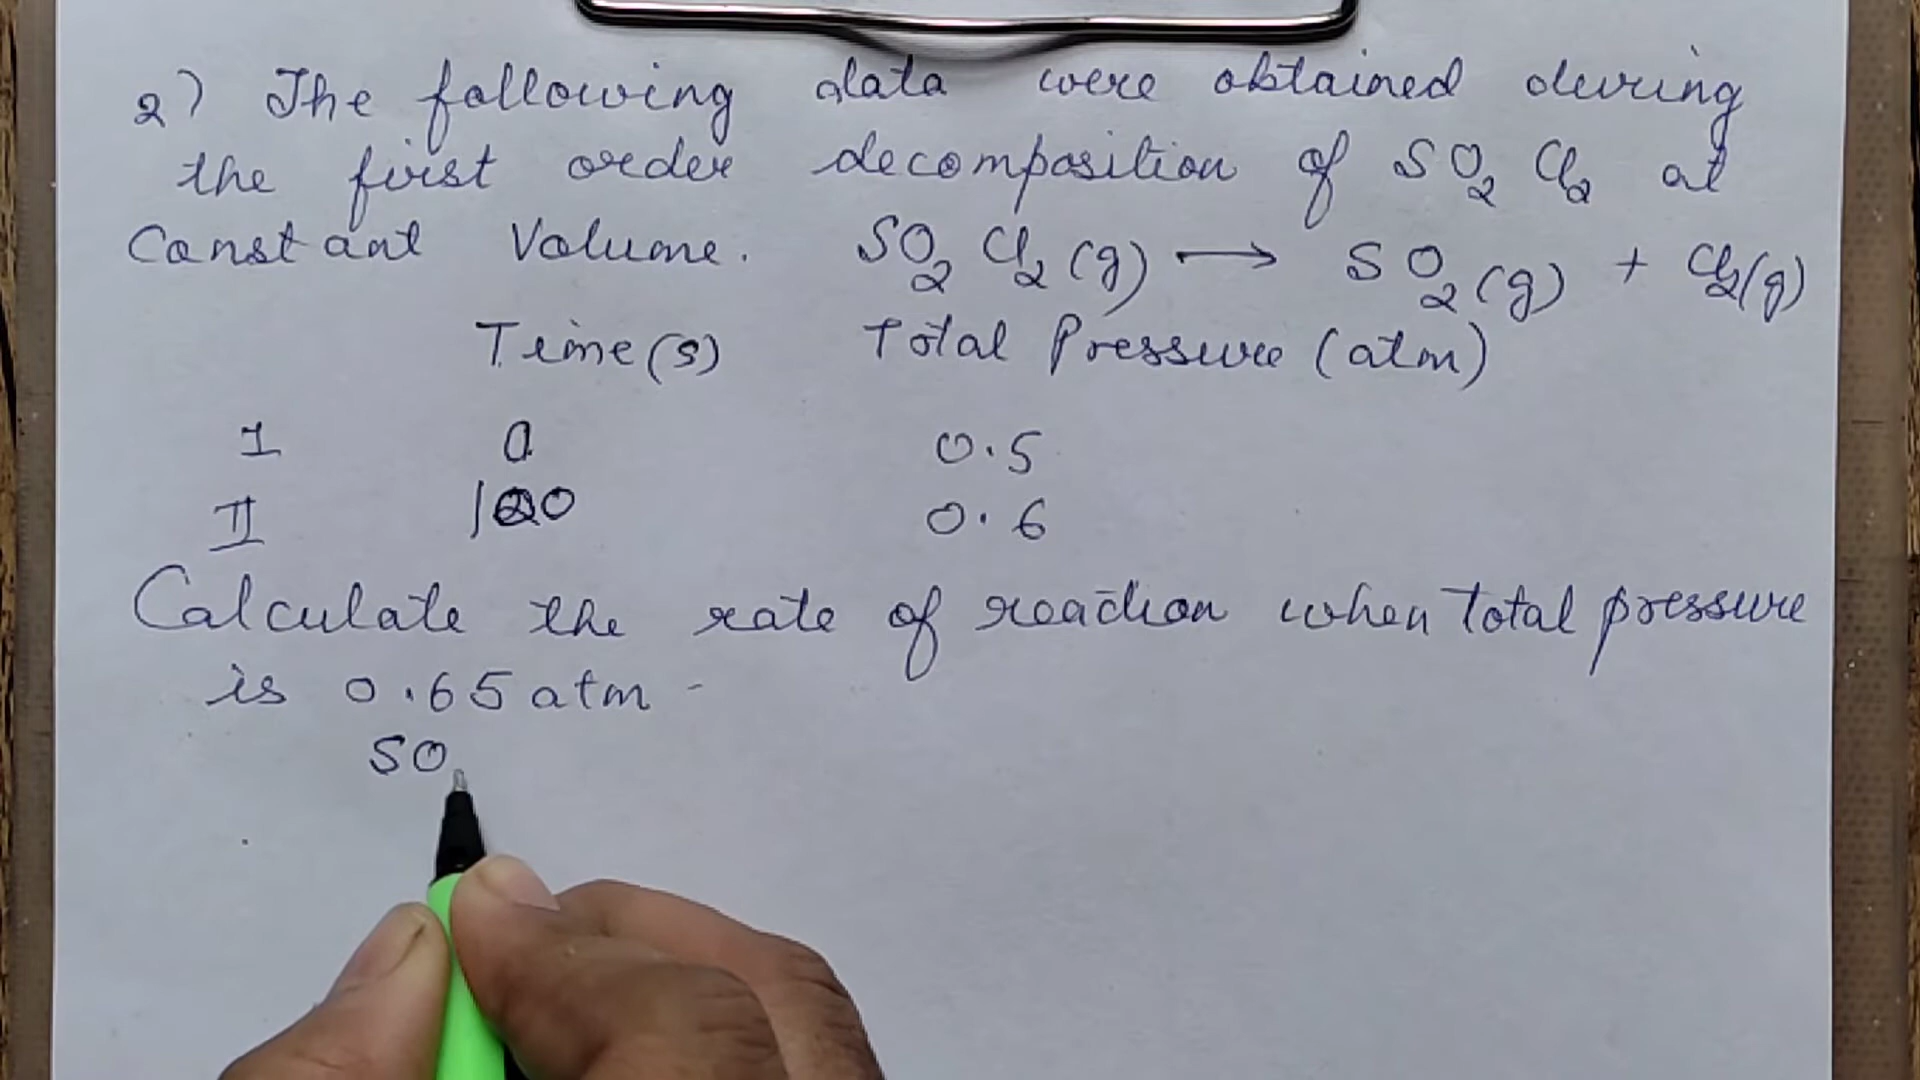 2) The following data were obtained during
the first order decomposition of SO2 Cl2 at
Constant Volume. SO2 Cl2 (g) → SO2 (g) + Cl2(g)
Time(s) Total Pressure (atm)
I 0 0.5
II 100 0.6
Calculate the rate of reaction when Total pressure
is 0.65 atm -
SO